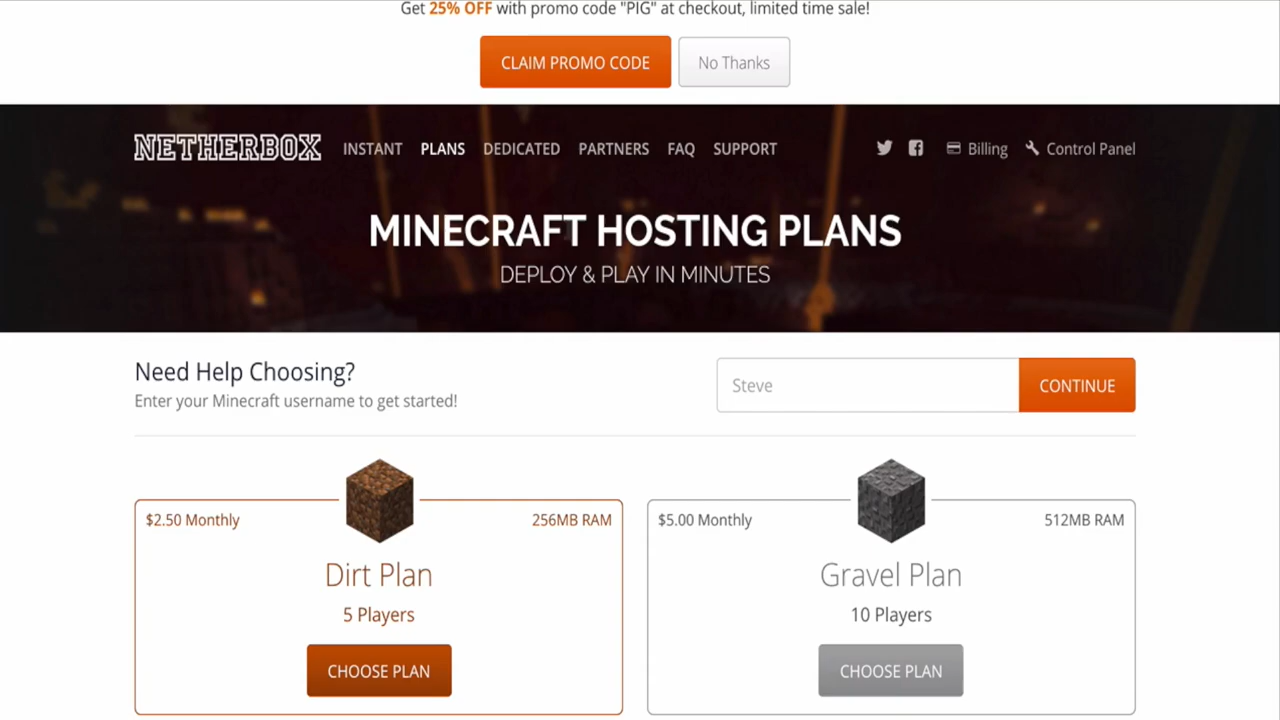 Get 25% OFF with promo code "PIG" at checkout, limited time sale!
CLAIM PROMO CODE No Thanks
NETHERBOX INSTANT PLANS DEDICATED PARTNERS FAQ SUPPORT Billing Control Panel
MINECRAFT HOSTING PLANS
DEPLOY & PLAY IN MINUTES
Need Help Choosing?
Enter your Minecraft username to get started!
Steve CONTINUE
$2.50 Monthly 256MB RAM
Dirt Plan
5 Players
CHOOSE PLAN
$5.00 Monthly 512MB RAM
Gravel Plan
10 Players
CHOOSE PLAN